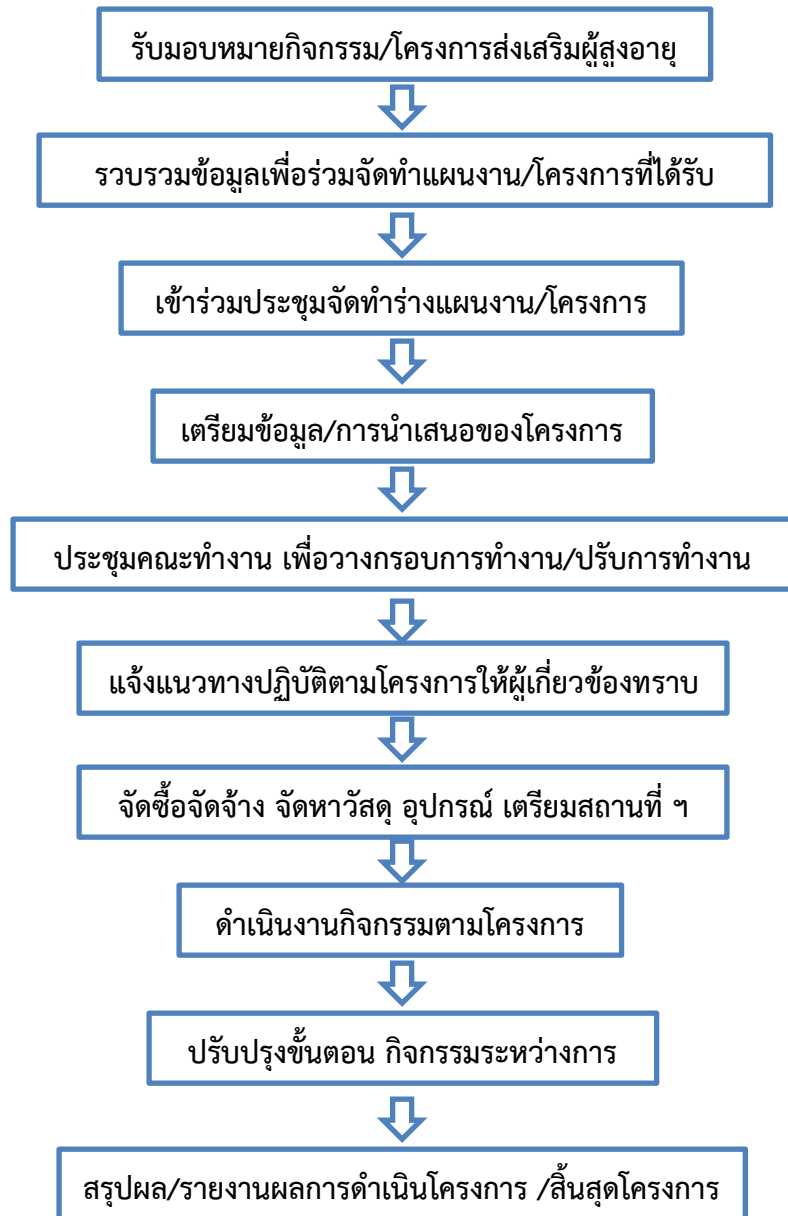 รับมอบหมายกิจกรรม/โครงการส่งเสริมผู้สูงอายุ
รวบรวมข้อมูลเพื่อร่วมจัดทำแผนงาน/โครงการที่ได้รับ
เข้าร่วมประชุมจัดทำร่างแผนงาน/โครงการ
เตรียมข้อมูล/การนำเสนอของโครงการ
ประชุมคณะทำงาน เพื่อวางกรอบการทำงาน/ปรับการทำงาน
แจ้งแนวทางปฏิบัติตามโครงการให้ผู้เกี่ยวข้องทราบ
จัดซื้อจัดจ้าง จัดหาวัสดุ อุปกรณ์ เตรียมสถานที่ ฯ
ดำเนินงานกิจกรรมตามโครงการ
ปรับปรุงขั้นตอน กิจกรรมระหว่างการ
สรุปผล/รายงานผลการดำเนินโครงการ /สิ้นสุดโครงการ